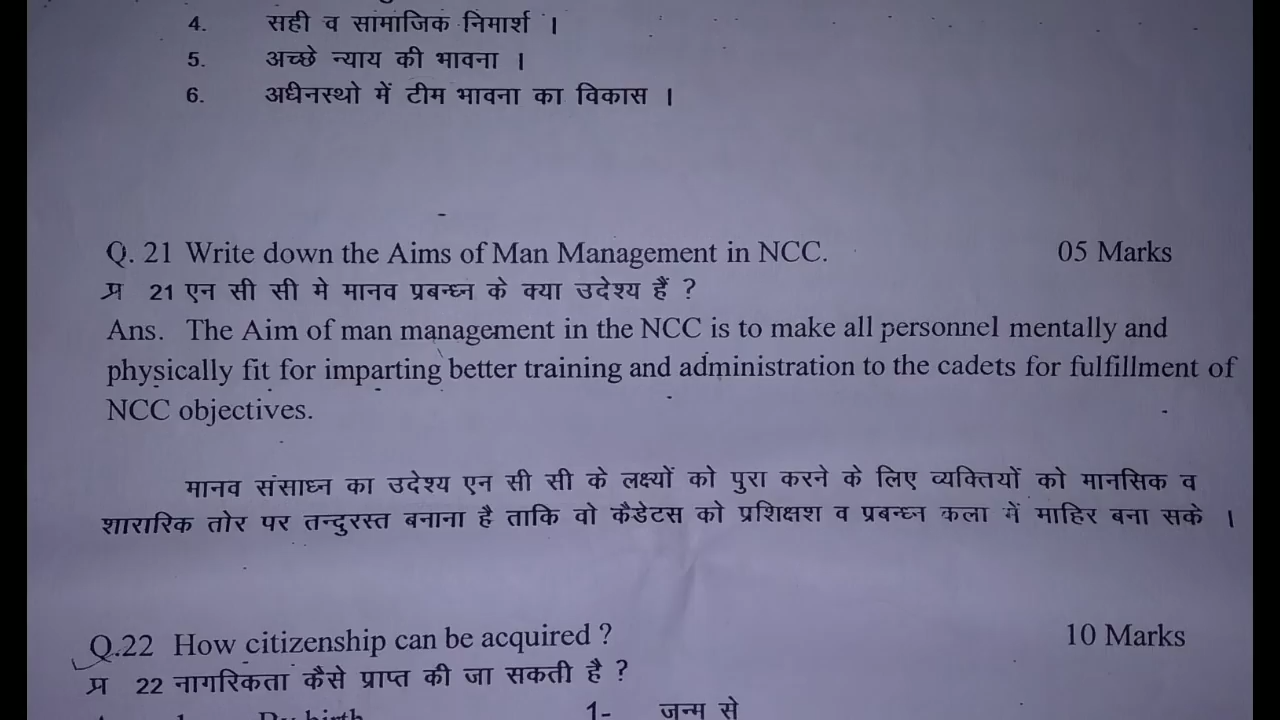 4. सही व सामाजिक निमार्श ।
5. अच्छे न्याय की भावना ।
6. अधीनस्थो में टीम भावना का विकास ।
Q. 21 Write down the Aims of Man Management in NCC. 05 Marks
प्र 21 एन सी सी मे मानव प्रबन्ध्न के क्या उदेश्य हैं ?
Ans. The Aim of man management in the NCC is to make all personnel mentally and
physically fit for imparting better training and administration to the cadets for fulfillment of
NCC objectives.
मानव संसाध्न का उदेश्य एन सी सी के लक्ष्यों को पुरा करने के लिए व्यक्तियों को मानसिक व
शारारिक तोर पर तन्दुरस्त बनाना है ताकि वो कैडेटस को प्रशिक्षश व प्रबन्ध्न कला में माहिर बना सके ।
Q.22 How citizenship can be acquired ? 10 Marks
प्र 22 नागरिकता कैसे प्राप्त की जा सकती है ?
By birth 1- जन्म से